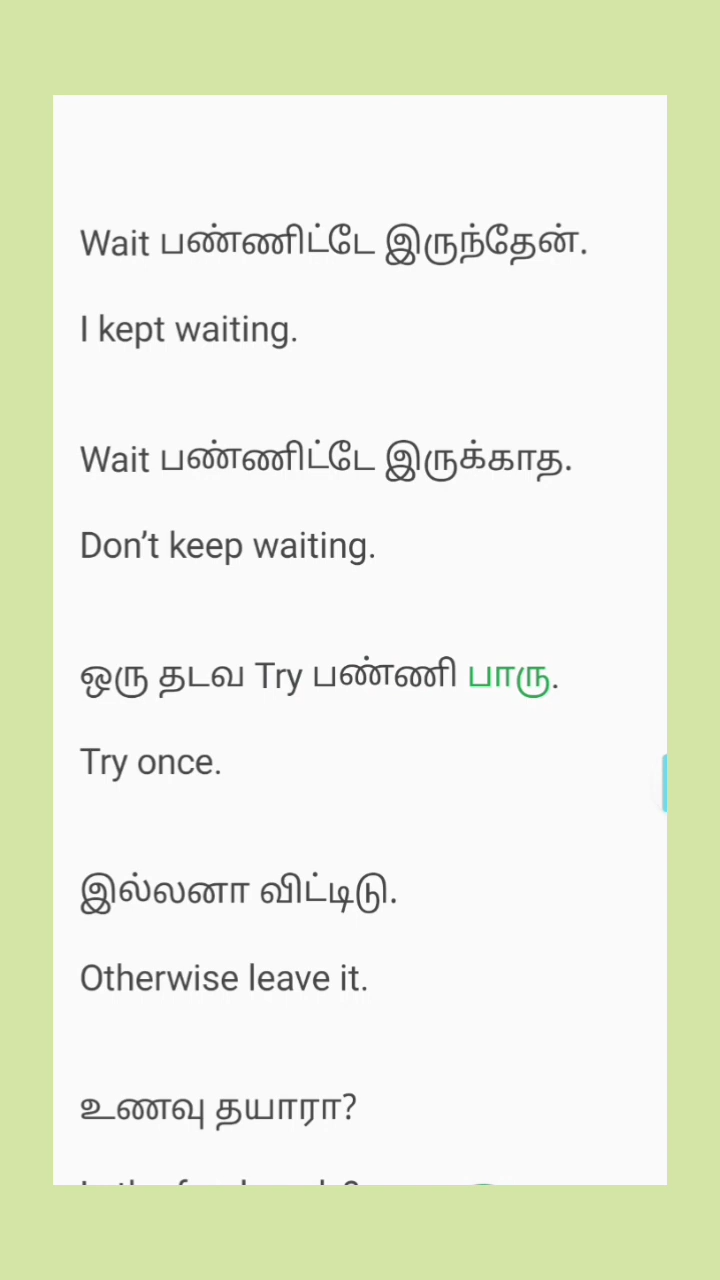 Wait பண்ணிட்டே இருந்தேன்.
I kept waiting.
Wait பண்ணிட்டே இருக்காத.
Don’t keep waiting.
ஒரு தடவ Try பண்ணி பாரு.
Try once.
இல்லனா விட்டிடு.
Otherwise leave it.
உணவு தயாரா?